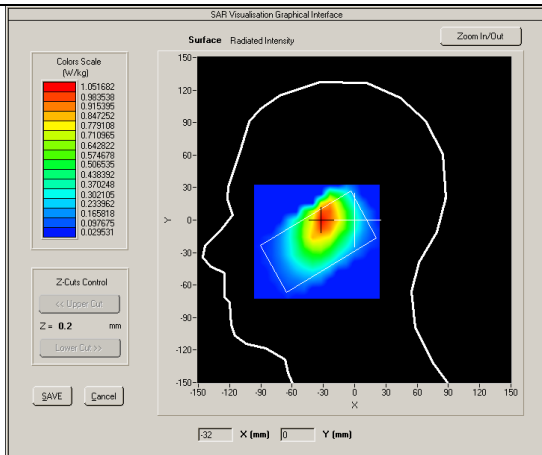 SAR Visualisation Graphical Interface
Surface Radiated Intensity
Zoom In/Out
Colors Scale
(W/kg)
1.051682
0.983538
0.915395
0.847252
0.779108
0.710965
0.642822
0.574678
0.506535
0.438392
0.370248
0.302105
0.233962
0.165818
0.097675
0.029531
Z-Cuts Control
<< Upper Cut
Z = 0.2 mm
Lower Cut >>
SAVE Cancel
150
120
90
60
30
0
-30
-60
-90
-120
-150
Y
-150 -120 -90 -60 -30 0 30 60 90 120 150
X
-32 X (mm) 0 Y (mm)